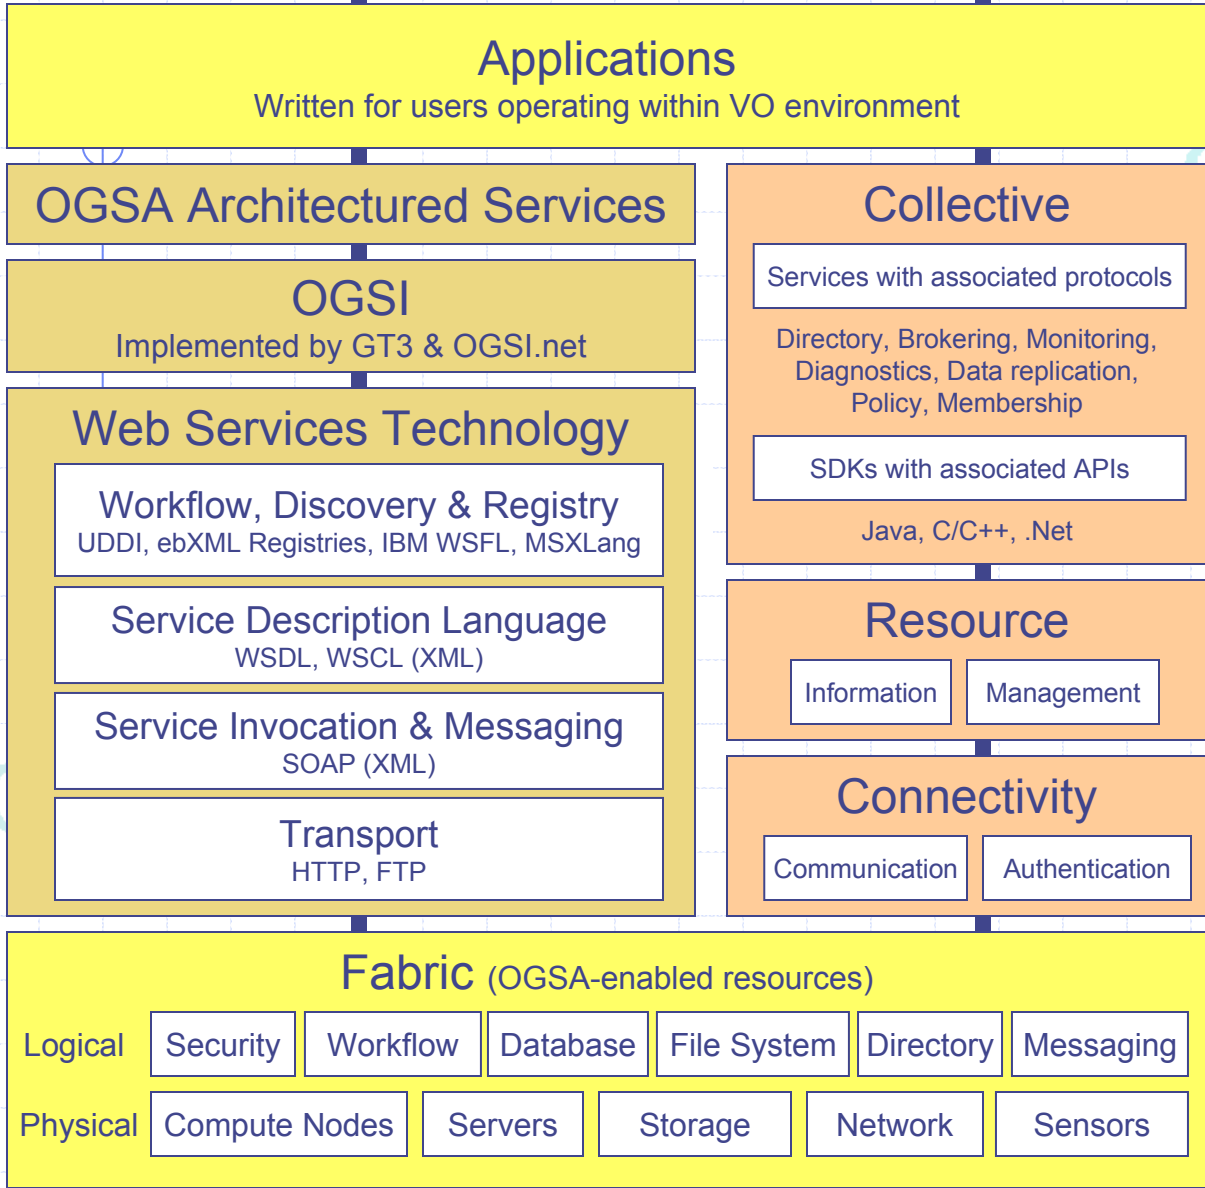 Applications
Written for users operating within VO environment
OGSA Architectured Services
OGSI
Implemented by GT3 & OGSI.net
Web Services Technology
Workflow, Discovery & Registry
UDDI, ebXML Registries, IBM WSFL, MSXLang
Service Description Language
WSDL, WSCL (XML)
Service Invocation & Messaging
SOAP (XML)
Transport
HTTP, FTP
Collective
Services with associated protocols
Directory, Brokering, Monitoring,
Diagnostics, Data replication,
Policy, Membership
SDKs with associated APIs
Java, C/C++, .Net
Resource
Information Management
Connectivity
Communication Authentication
Fabric (OGSA-enabled resources)
Logical Security Workflow Database File System Directory Messaging
Physical Compute Nodes Servers Storage Network Sensors